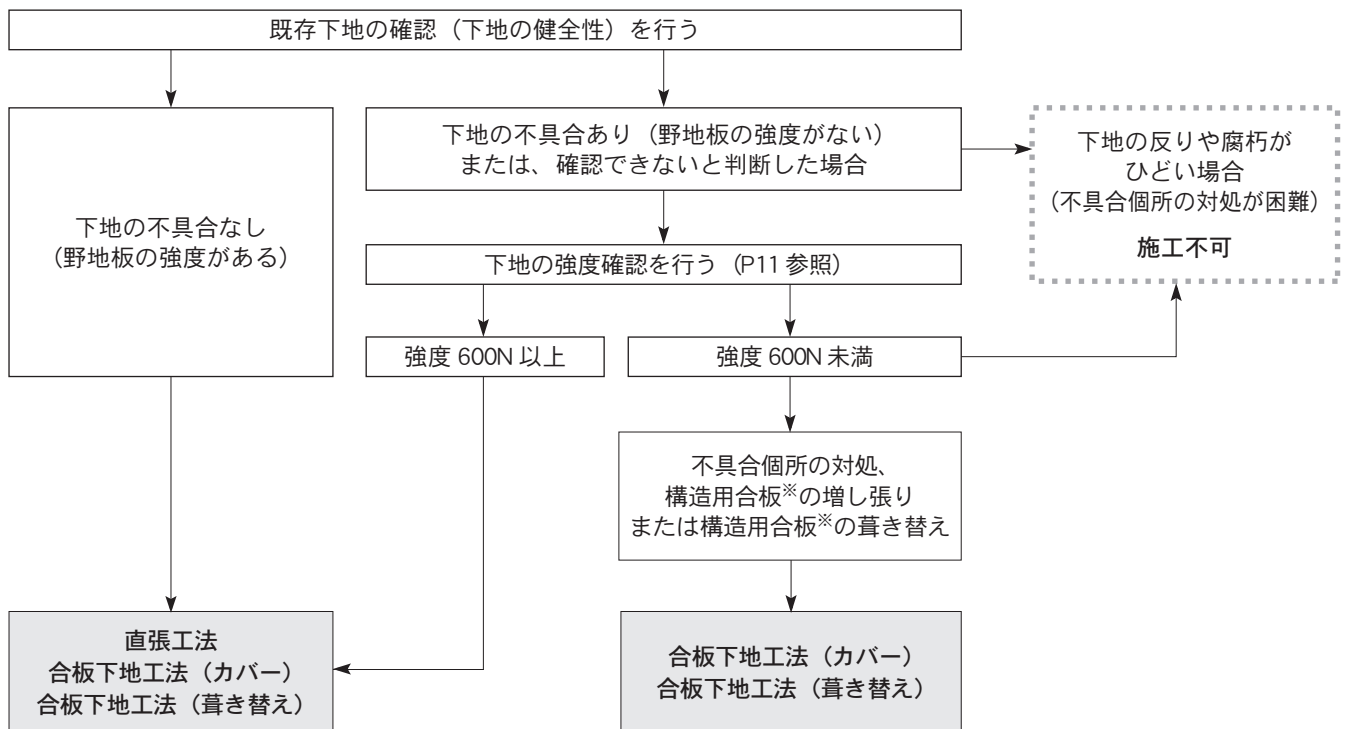 既存下地の確認（下地の健全性）を行う
下地の不具合なし
（野地板の強度がある）
下地の不具合あり（野地板の強度がない）
または、確認できないと判断した場合
下地の反りや腐朽が
ひどい場合
（不具合個所の対処が困難）
施工不可
下地の強度確認を行う（P11 参照）
強度 600N 以上
強度 600N 未満
不具合個所の対処、
構造用合板※の増し張り
または構造用合板※の葺き替え
直張工法
合板下地工法（カバー）
合板下地工法（葺き替え）
合板下地工法（カバー）
合板下地工法（葺き替え）